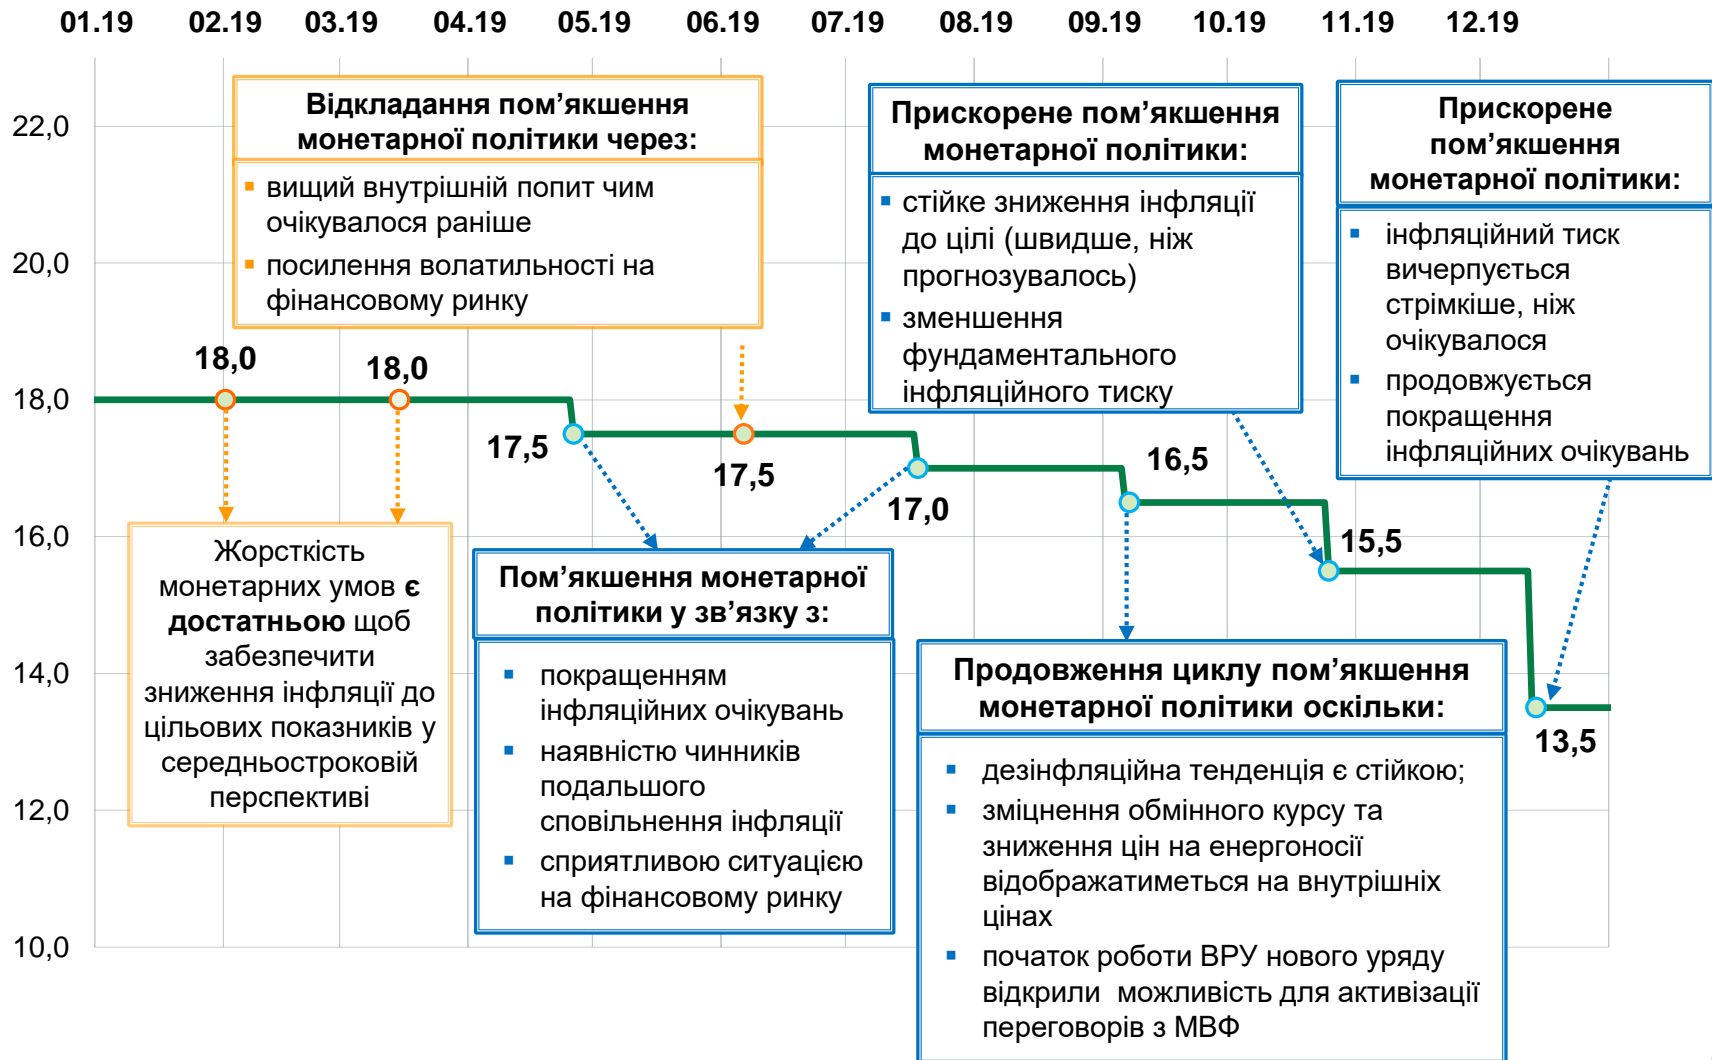 01.19 02.19 03.19 04.19 05.19 06.19 07.19 08.19 09.19 10.19 11.19 12.19
22,0
20,0
18,0
16,0
14,0
12,0
10,0
Відкладання пом’якшення
монетарної політики через:
вищий внутрішній попит чим
очікувалося раніше
посилення волатильності на
фінансовому ринку
Прискорене пом’якшення
монетарної політики:
стійке зниження інфляції
до цілі (швидше, ніж
прогнозувалось)
зменшення
фундаментального
інфляційного тиску
Прискорене
пом’якшення
монетарної політики:
інфляційний тиск
вичерпується
стрімкіше, ніж
очікувалося
продовжується
покращення
інфляційних очікувань
18,0
18,0
17,5
17,5
17,0
16,5
15,5
13,5
Жорсткість
монетарних умов є
достатньою щоб
забезпечити
зниження інфляції до
цільових показників у
середньостроковій
перспективі
Пом’якшення монетарної
політики у зв’язку з:
покращенням
інфляційних очікувань
наявністю чинників
подальшого
сповільнення інфляції
сприятливою ситуацією
на фінансовому ринку
Продовження циклу пом’якшення
монетарної політики оскільки:
дезінфляційна тенденція є стійкою;
зміцнення обмінного курсу та
зниження цін на енергоносії
відображатиметься на внутрішніх
цінах
початок роботи ВРУ нового уряду
відкрили можливість для активізації
переговорів з МВФ